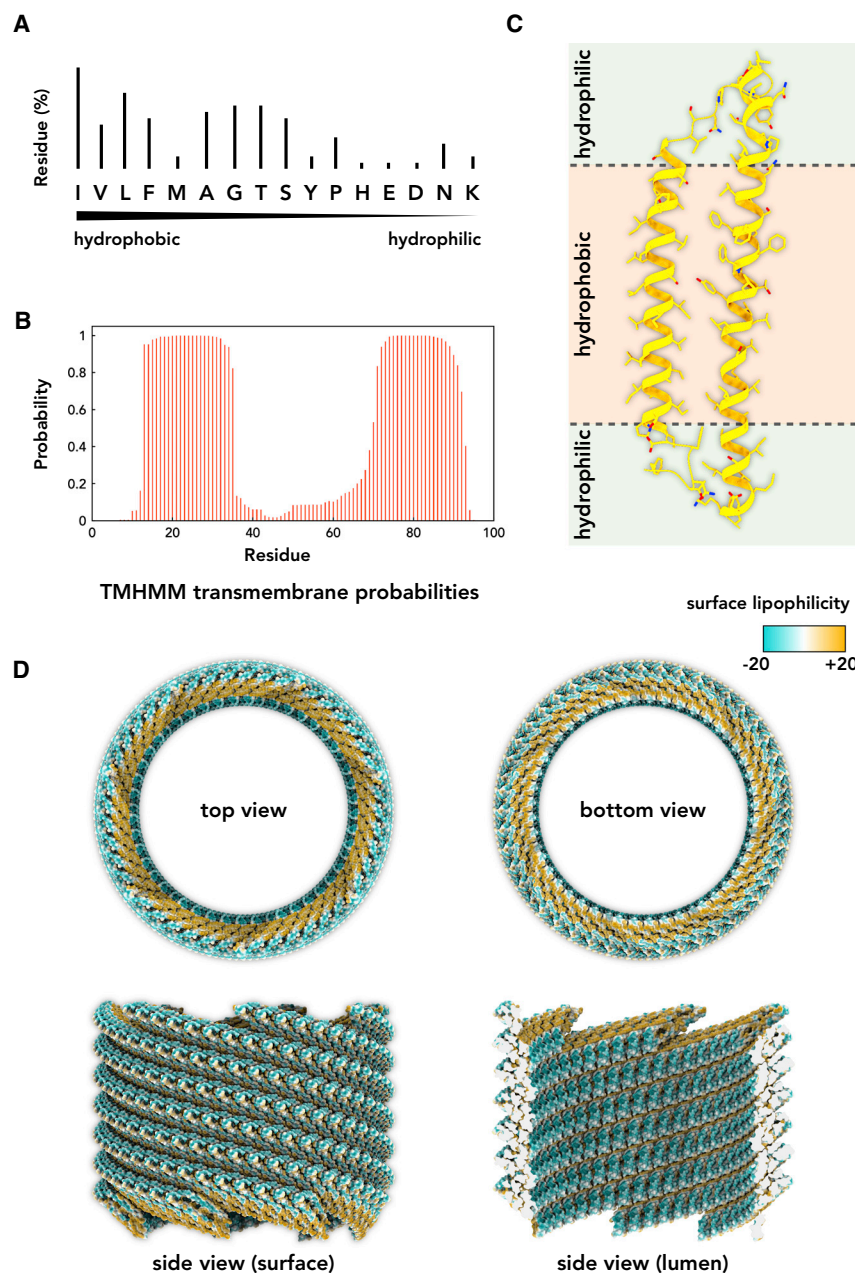 A
Residue (%)
I V L F M A G T S Y P H E D N K
hydrophobic hydrophilic
B
Probability
1
0.8
0.6
0.4
0.2
0
0 20 40 60 80 100
Residue
TMHMM transmembrane probabilities
C
hydrophilic
hydrophobic
hydrophilic
surface lipophilicity
-20 +20
D
top view
bottom view
side view (surface)
side view (lumen)